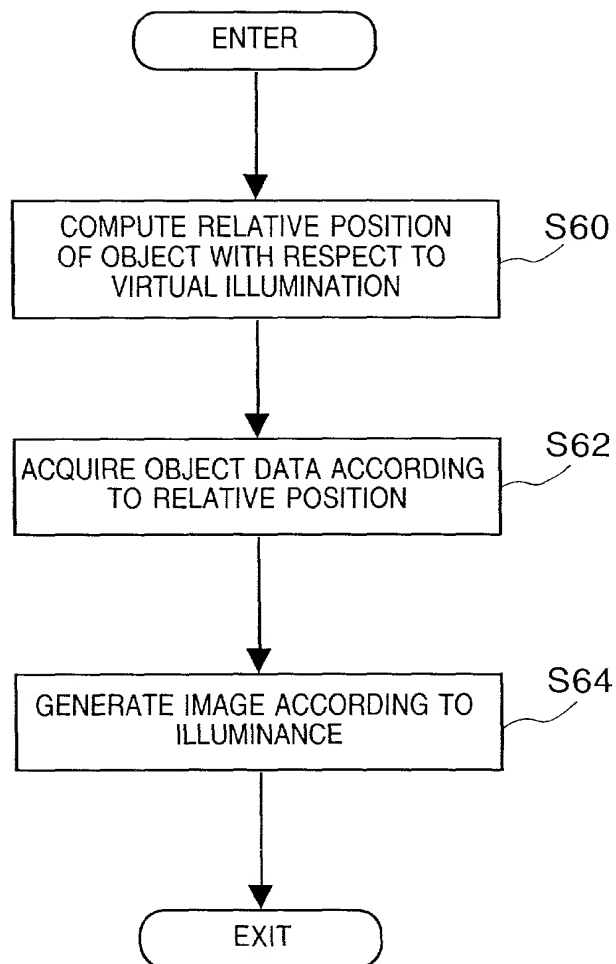 ENTER
COMPUTE RELATIVE POSITION
OF OBJECT WITH RESPECT TO
VIRTUAL ILLUMINATION
S60
ACQUIRE OBJECT DATA ACCORDING
TO RELATIVE POSITION
S62
GENERATE IMAGE ACCORDING TO
ILLUMINANCE
S64
EXIT